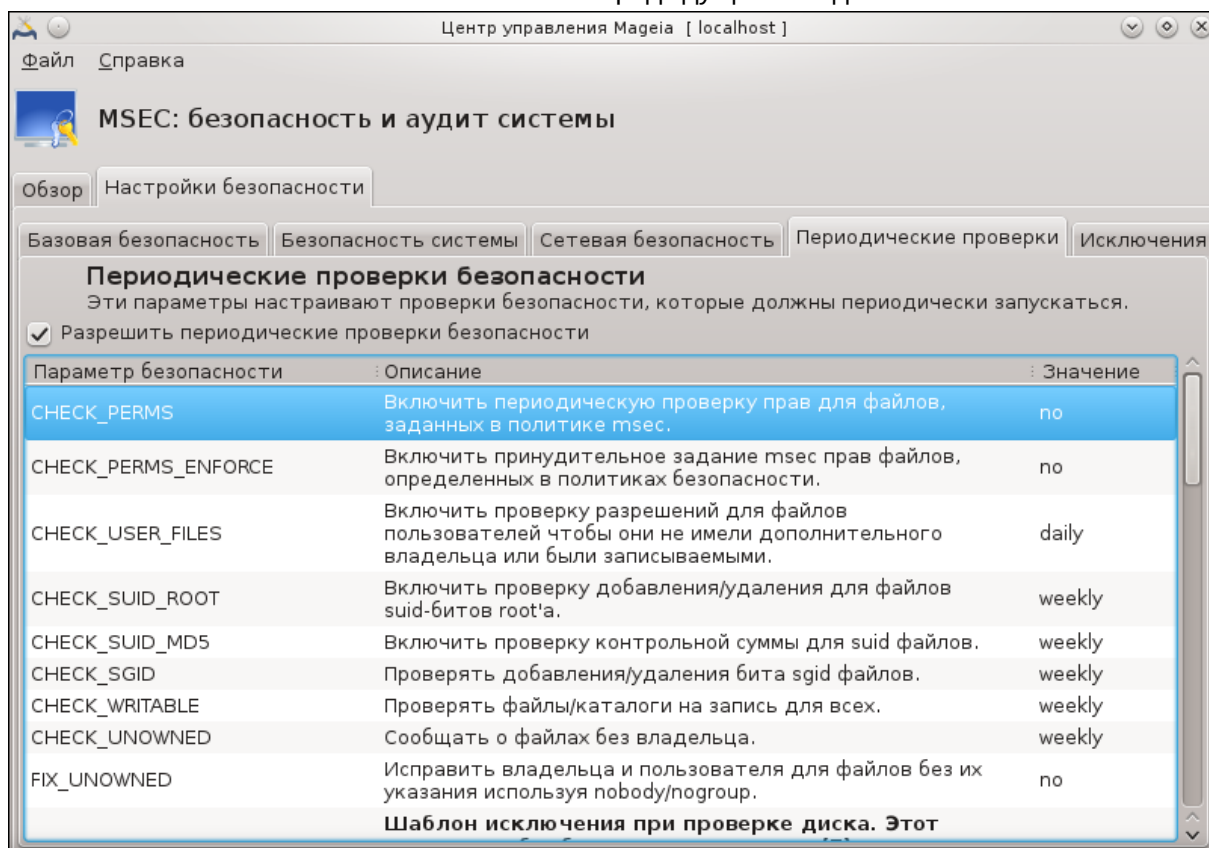 Центр управления Mageia [ localhost ]
Файл Справка
MSEC: безопасность и аудит системы
Обзор Настройки безопасности
Базовая безопасность Безопасность системы Сетевая безопасность Периодические проверки Исключения
Периодические проверки безопасности
Эти параметры настраивают проверки безопасности, которые должны периодически запускаться.
Разрешить периодические проверки безопасности
Параметр безопасности Описание Значение
CHECK_PERMS Включить периодическую проверку прав для файлов, no
заданных в политике msec.
CHECK_PERMS_ENFORCE Включить принудительное задание msec прав файлов, no
определенных в политиках безопасности.
Включить проверку разрешений для файлов
CHECK_USER_FILES пользователей чтобы они не имели дополнительного daily
владельца или были записываемыми.
CHECK_SUID_ROOT Включить проверку добавления/удаления для файлов weekly
suid-битов root'а.
CHECK_SUID_MD5 Включить проверку контрольной суммы для suid файлов. weekly
CHECK_SGID Проверять добавления/удаления бита sgid файлов. weekly
CHECK_WRITABLE Проверять файлы/каталоги на запись для всех. weekly
CHECK_UNOWNED Сообщать о файлах без владельца. weekly
FIX_UNOWNED Исправить владельца и пользователя для файлов без их no
указания используя nobody/nogroup.
Шаблон исключения при проверке диска. Этот